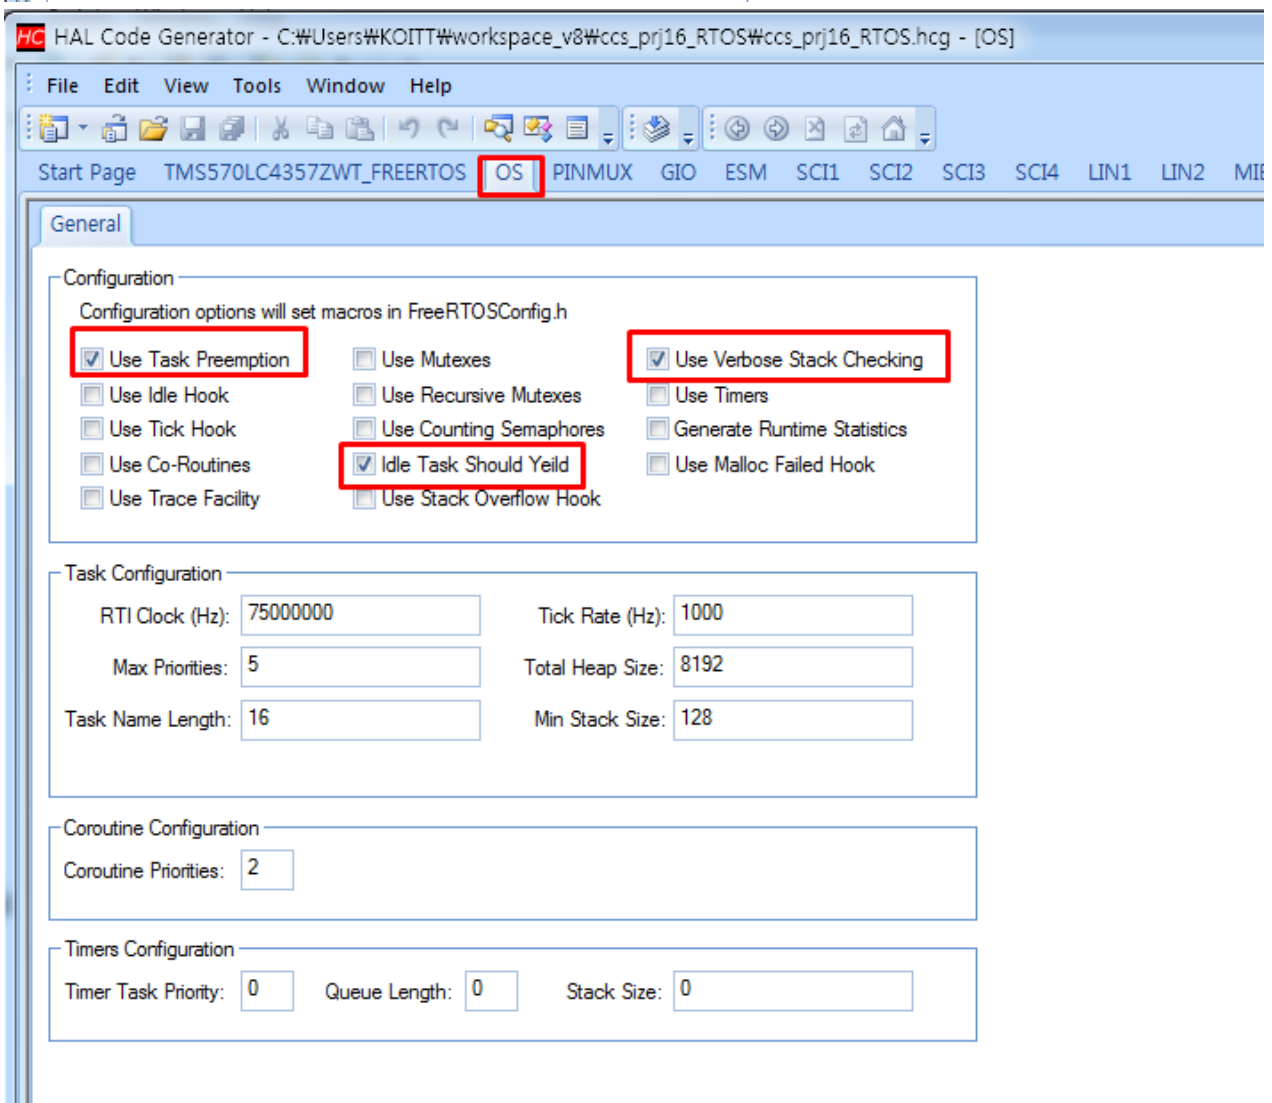 HC HAL Code Generator - C:₩Users₩KOITT₩workspace_v8₩ccs_prj16_RTOS₩ccs_prj16_RTOS.hcg - [OS]
File Edit View Tools Window Help
Start Page TMS570LC4357ZWT_FREERTOS OS PINMUX GIO ESM SCI1 SCI2 SCI3 SCI4 LIN1 LIN2
General
Configuration
Configuration options will set macros in FreeRTOSConfig.h
Use Task Preemption Use Mutexes Use Verbose Stack Checking
Use Idle Hook Use Recursive Mutexes Use Timers
Use Tick Hook Use Counting Semaphores Generate Runtime Statistics
Use Co-Routines Idle Task Should Yeild Use Malloc Failed Hook
Use Trace Facility Use Stack Overflow Hook
Task Configuration
RTI Clock (Hz): 75000000 Tick Rate (Hz): 1000
Max Priorities: 5 Total Heap Size: 8192
Task Name Length: 16 Min Stack Size: 128
Coroutine Configuration
Coroutine Priorities: 2
Timers Configuration
Timer Task Priority: 0 Queue Length: 0 Stack Size: 0